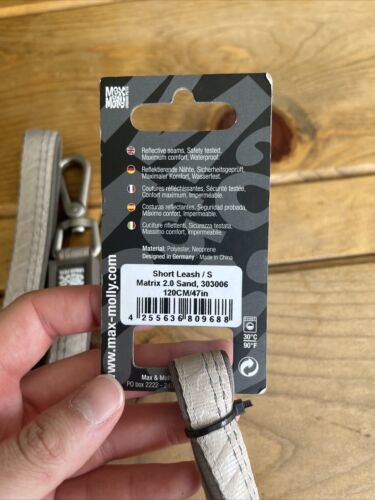 Max
Molly
Reflective seams, Safety tested,
Maximum comfort, Waterproof.
Reflektierende Nähte, Sicherheitsgeprüft,
Maximaler Komfort, Wasserfest.
Coutures réfléchissantes, Sécurité testée,
Confort maximum, Imperméable.
Costuras reflectantes, Seguridad probada,
Máximo comfort, Impermeable.
Cuciture riflettenti, Sicurezza testata,
Massimo comfort, Impermeabile.
Material: Polyester, Neoprene
Designed in Germany - Made in China
Short Leash / S
Matrix 2.0 Sand, 303006
120CM/47in
4 255636 809688
30°C
90°F
www.max-molly.com
Max & Mol
PO box 2222 - 24